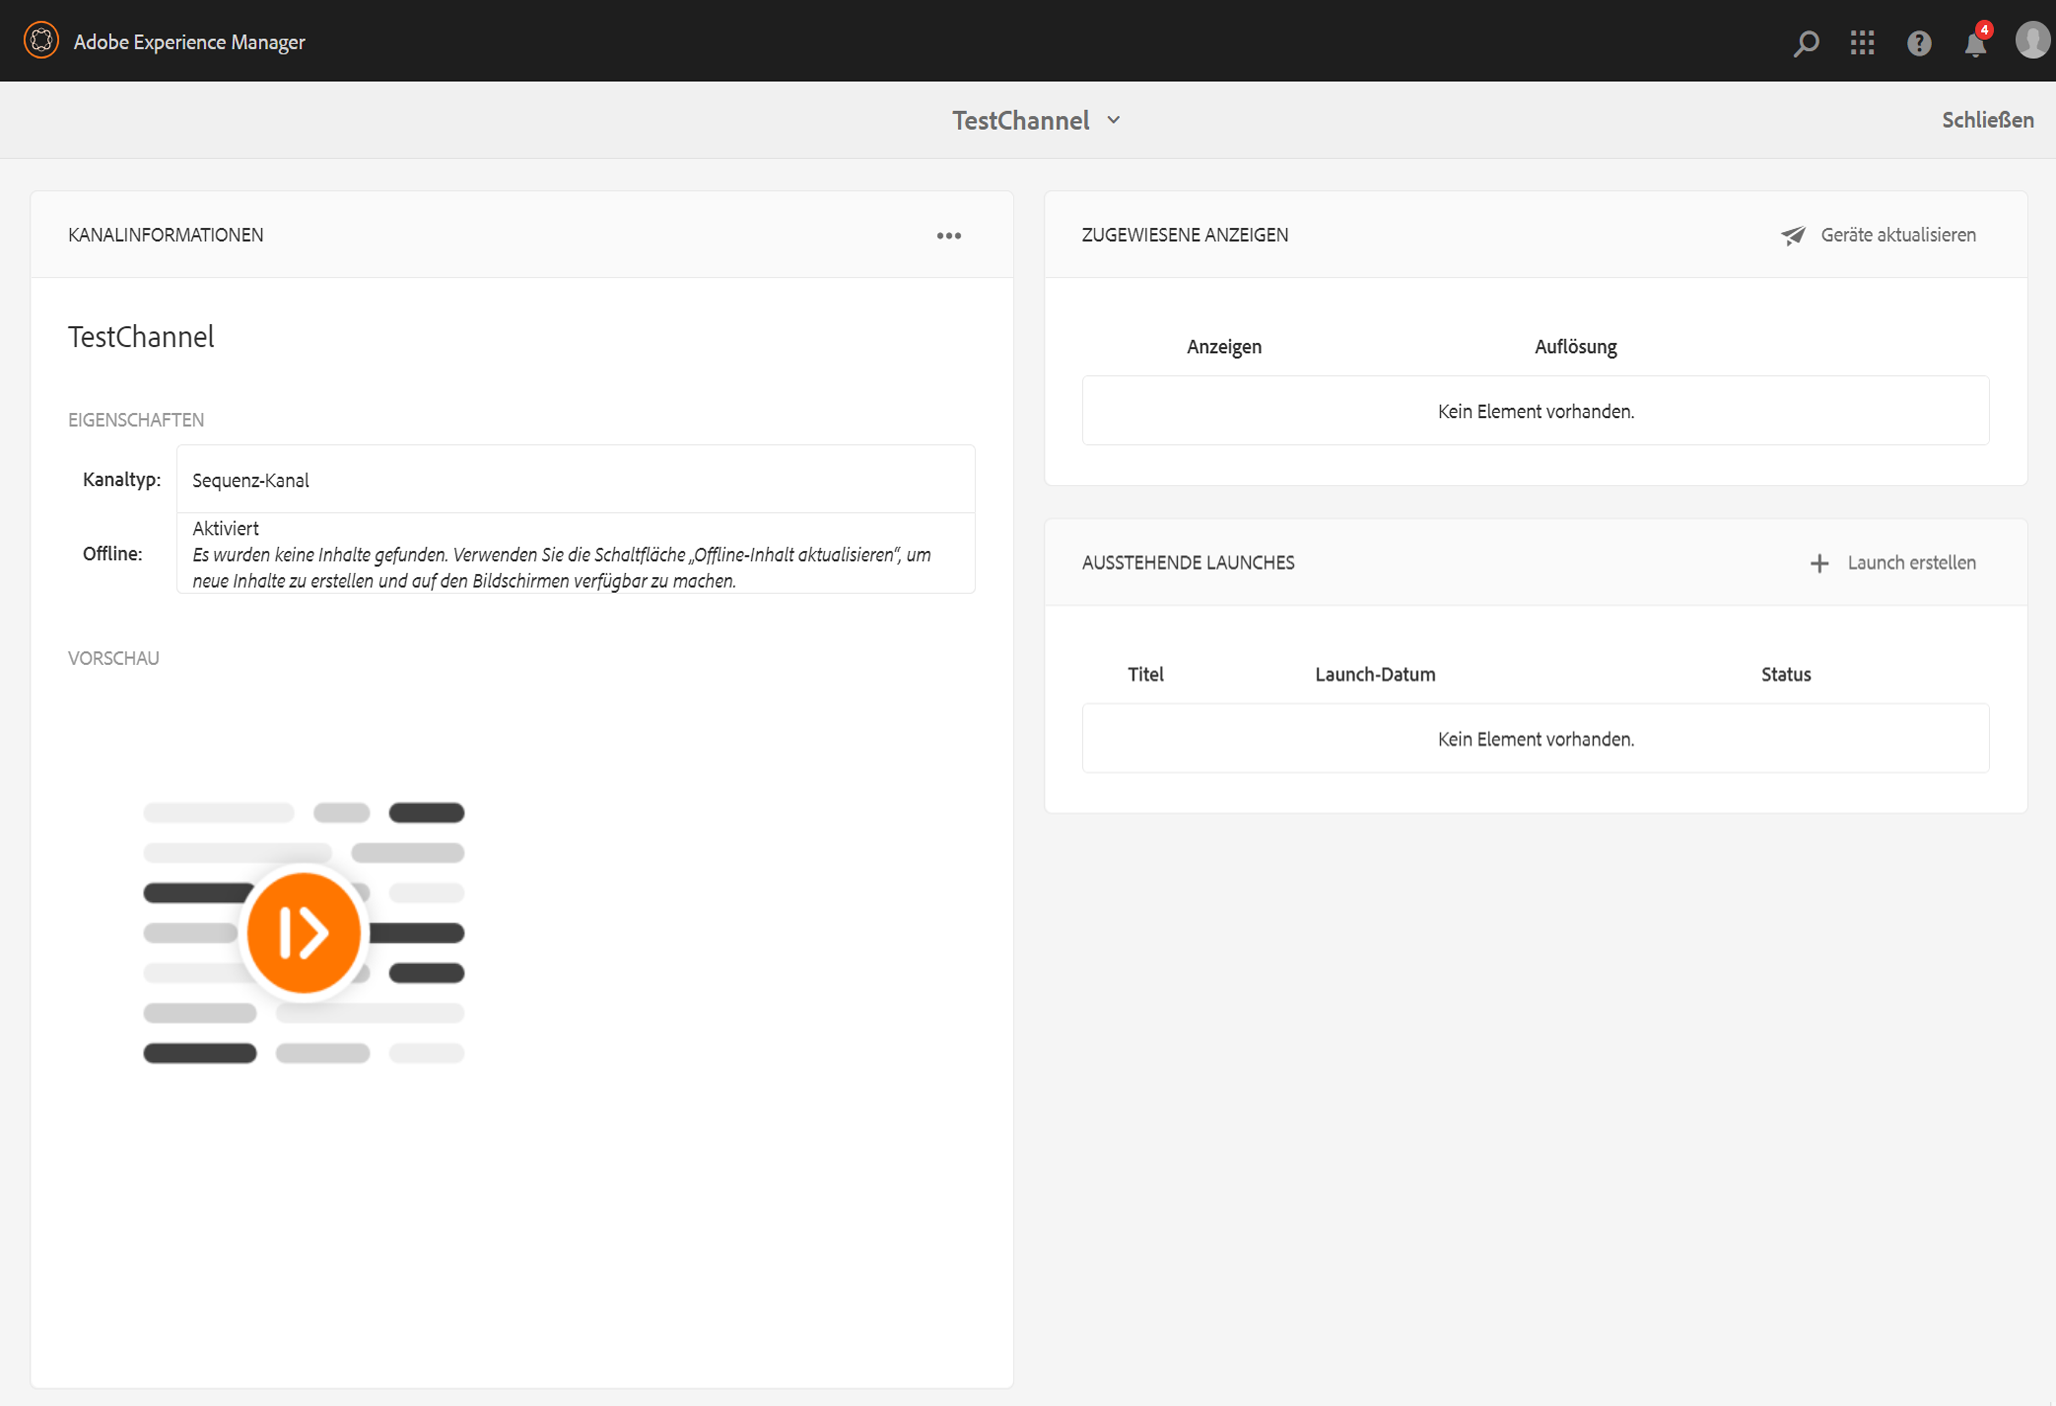 Adobe Experience Manager
4
TestChannel
Schließen
KANALINFORMATIONEN
TestChannel
EIGENSCHAFTEN
Kanaltyp:
Sequenz-Kanal
Offline:
Aktiviert
Es wurden keine Inhalte gefunden. Verwenden Sie die Schaltfläche „Offline-Inhalt aktualisieren“, um
neue Inhalte zu erstellen und auf den Bildschirmen verfügbar zu machen.
VORSCHAU
ZUGEWIESENE ANZEIGEN
Geräte aktualisieren
Anzeigen Auflösung
Kein Element vorhanden.
AUSSTEHENDE LAUNCHES
Launch erstellen
Titel Launch-Datum Status
Kein Element vorhanden.